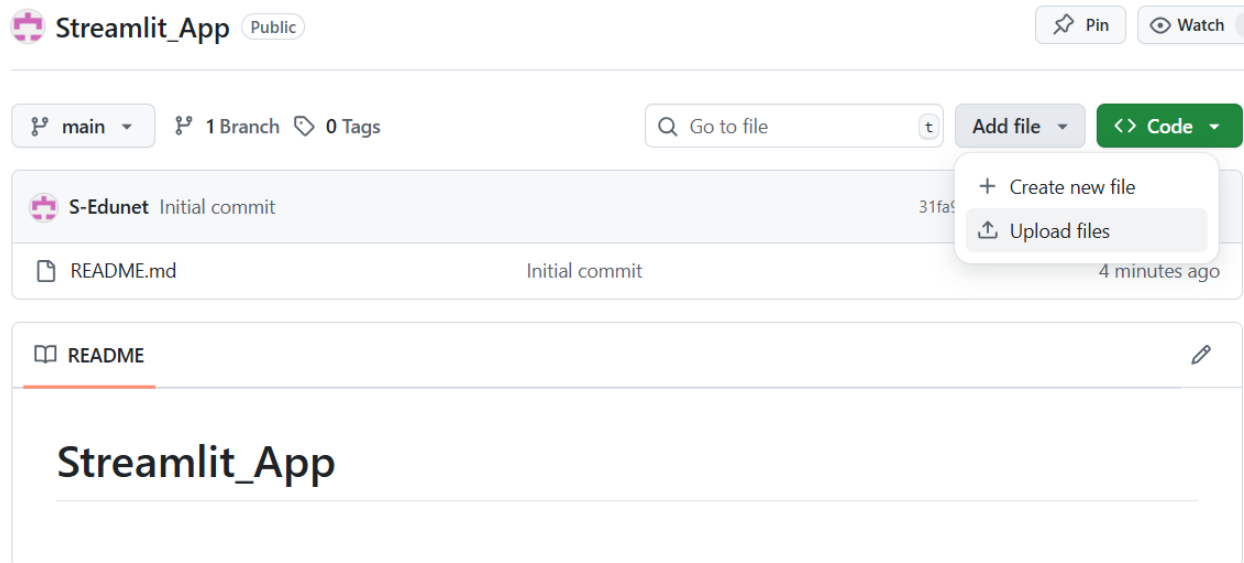 Streamlit_App Public Pin Watch
main 1 Branch 0 Tags Go to file t Add file <> Code
Create new file
S-Edunet Initial commit 31fa9
Upload files
README.md Initial commit 4 minutes ago
README
Streamlit_App